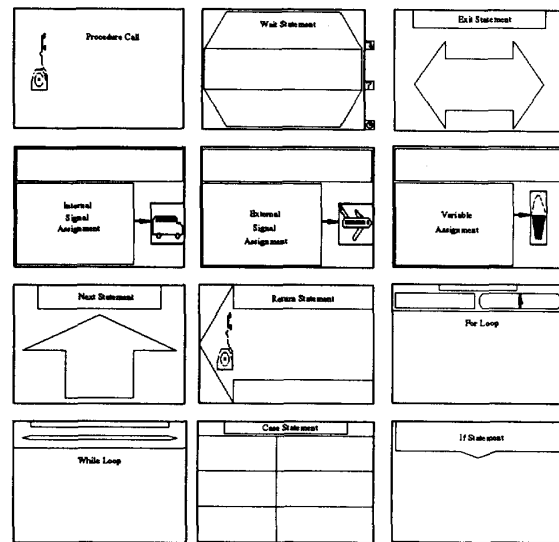 Procedure Call
Wait Statement
Exit Statement
Internal
Signal
Assignment
External
Signal
Assignment
Variable
Assignment
Next Statement
Return Statement
For Loop
While Loop
Case Statement
If Statement